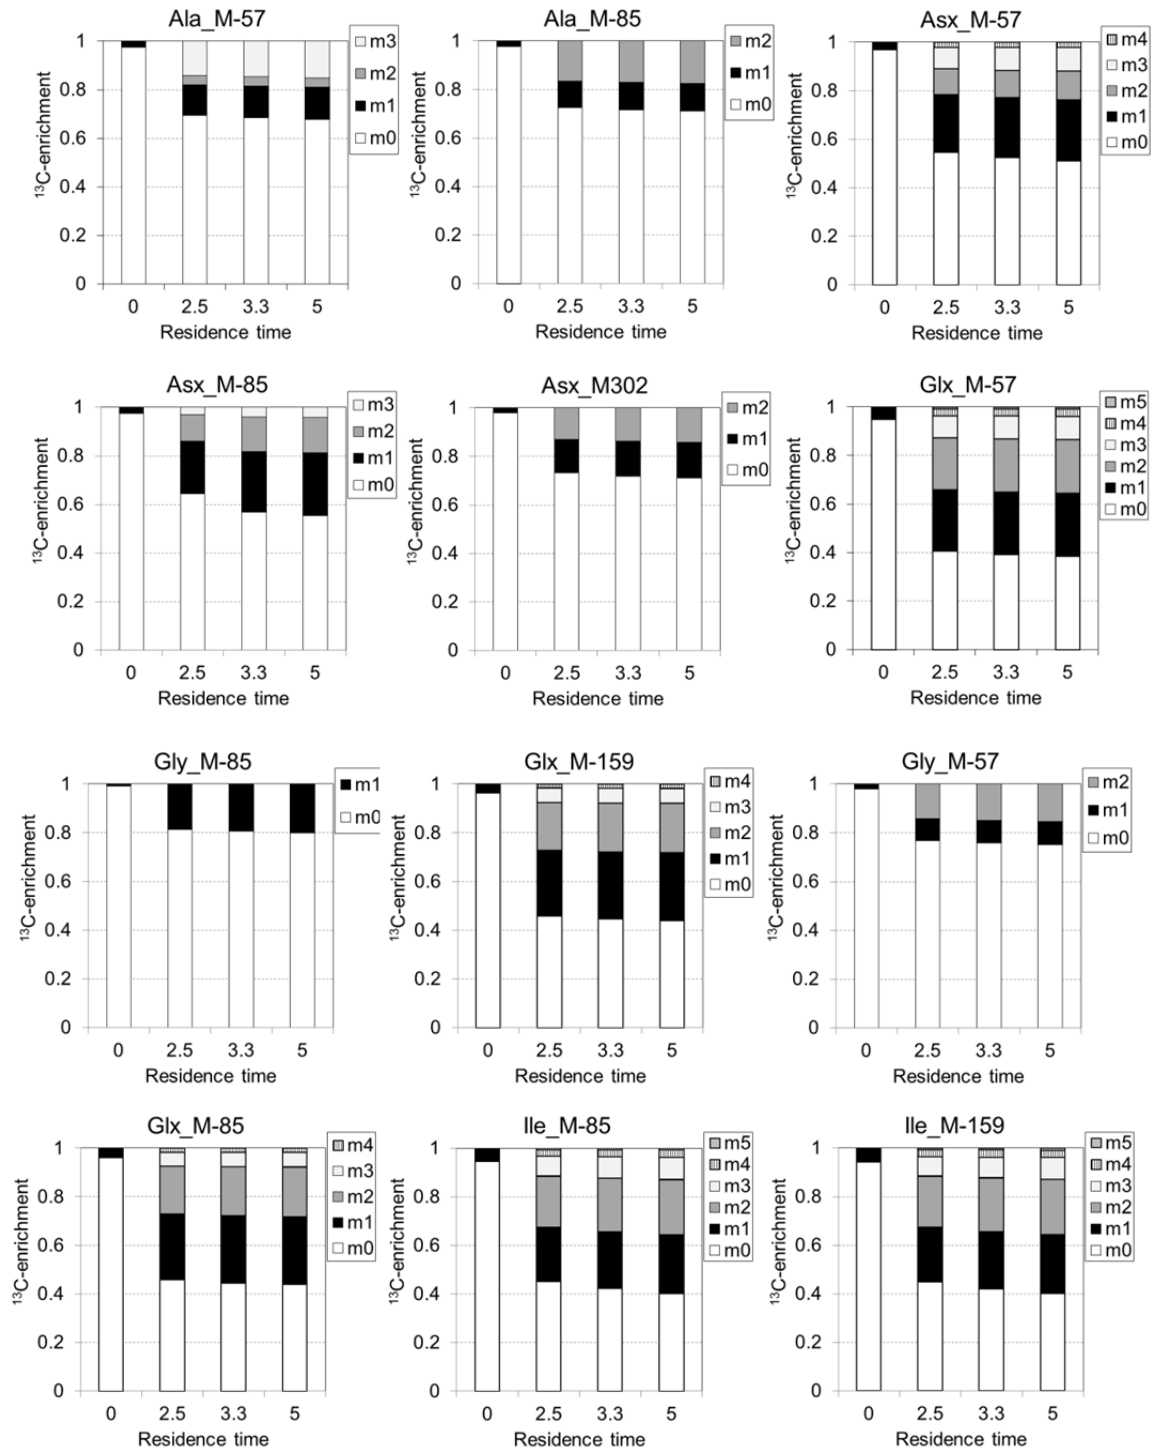 Ala_M-57
1
0.8
0.6
0.4
0.2
0
13C-enrichment
0 2.5 3.3 5
Residence time
m3
m2
m1
m0
Ala_M-85
1
0.8
0.6
0.4
0.2
0
13C-enrichment
0 2.5 3.3 5
Residence time
m2
m1
m0
Asx_M-57
1
0.8
0.6
0.4
0.2
0
13C-enrichment
0 2.5 3.3 5
Residence time
m4
m3
m2
m1
m0
Asx_M-85
1
0.8
0.6
0.4
0.2
0
13C-enrichment
0 2.5 3.3 5
Residence time
m3
m2
m1
m0
Asx_M302
1
0.8
0.6
0.4
0.2
0
13C-enrichment
0 2.5 3.3 5
Residence time
m2
m1
m0
Glx_M-57
1
0.8
0.6
0.4
0.2
0
13C-enrichment
0 2.5 3.3 5
Residence time
m5
m4
m3
m2
m1
m0
Gly_M-85
1
0.8
0.6
0.4
0.2
0
13C-enrichment
0 2.5 3.3 5
Residence time
m1
m0
Glx_M-159
1
0.8
0.6
0.4
0.2
0
13C-enrichment
0 2.5 3.3 5
Residence time
m4
m3
m2
m1
m0
Gly_M-57
1
0.8
0.6
0.4
0.2
0
13C-enrichment
0 2.5 3.3 5
Residence time
m2
m1
m0
Glx_M-85
1
0.8
0.6
0.4
0.2
0
13C-enrichment
0 2.5 3.3 5
Residence time
m4
m3
m2
m1
m0
Ile_M-85
1
0.8
0.6
0.4
0.2
0
13C-enrichment
0 2.5 3.3 5
Residence time
m5
m4
m3
m2
m1
m0
Ile_M-159
1
0.8
0.6
0.4
0.2
0
13C-enrichment
0 2.5 3.3 5
Residence time
m5
m4
m3
m2
m1
m0